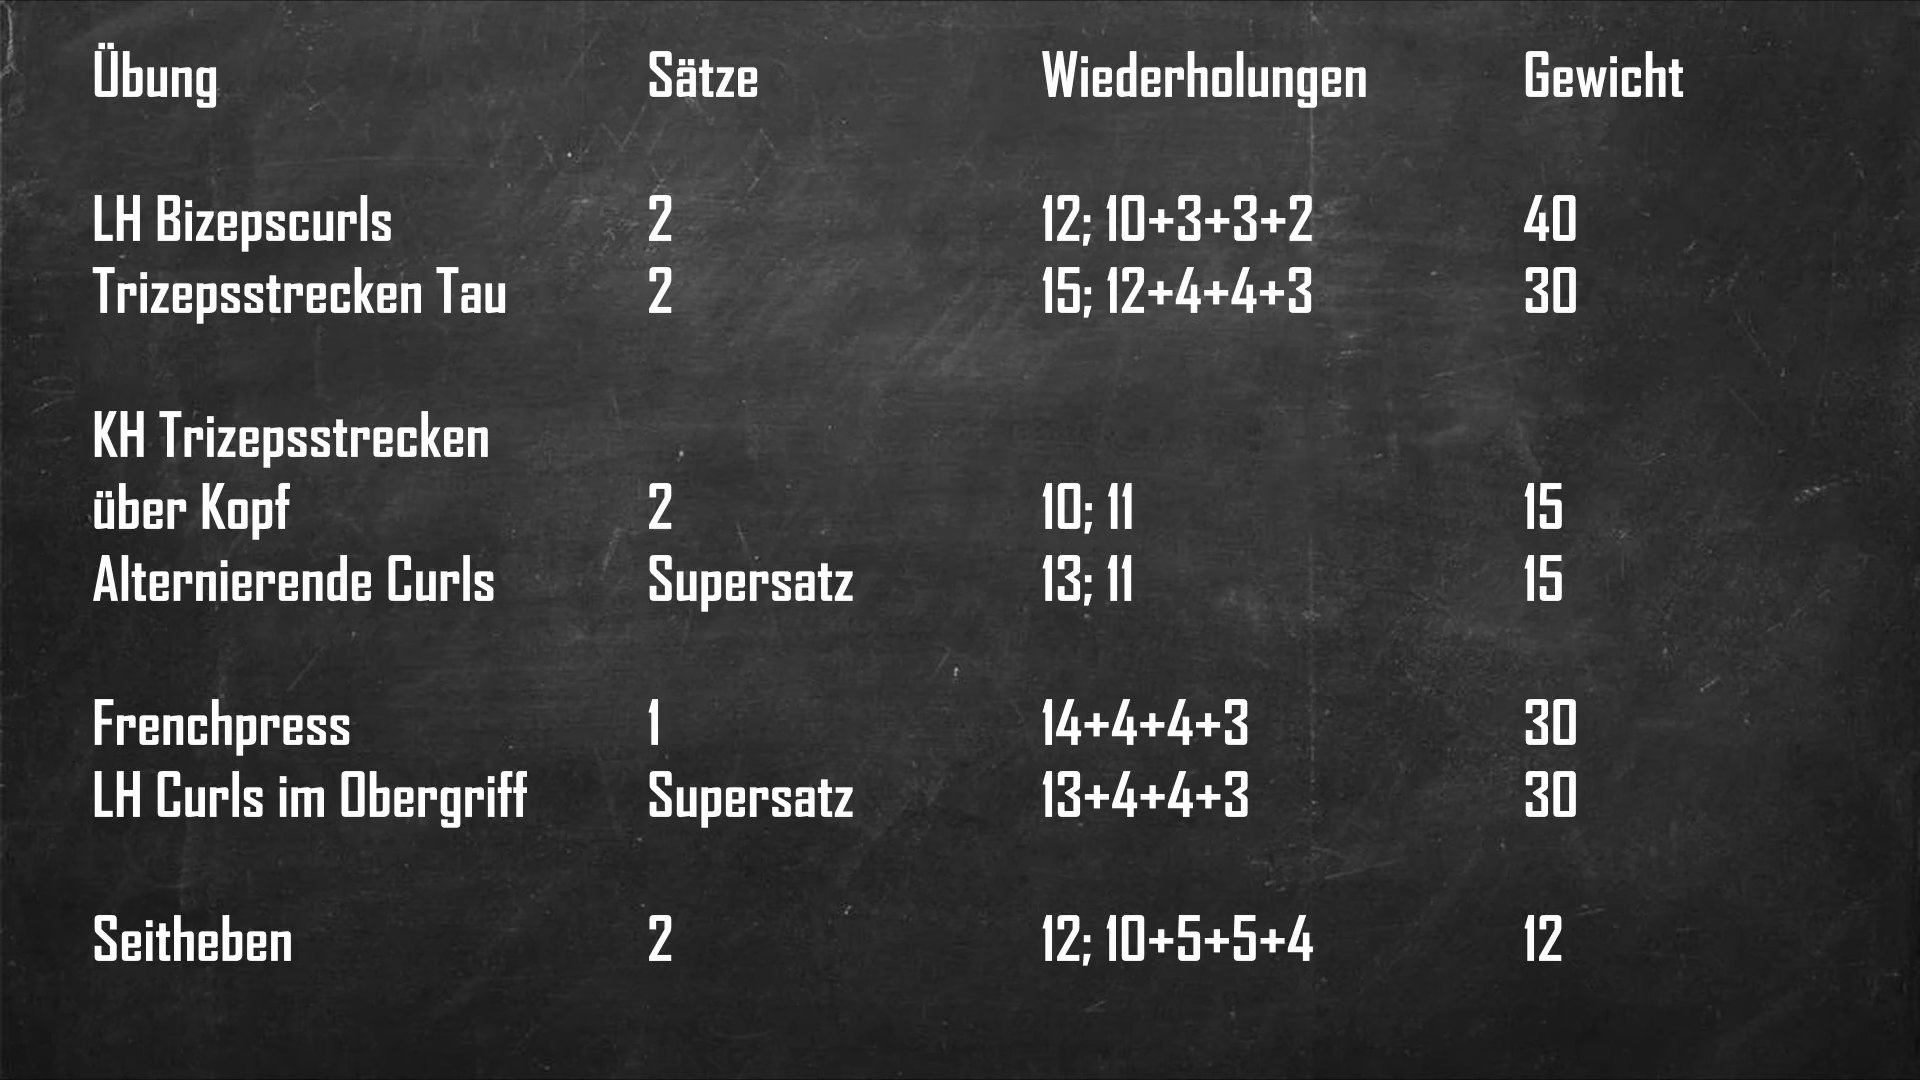 Übung Sätze Wiederholungen Gewicht
LH Bizepscurls 2 12; 10+3+3+2 40
Trizepsstrecken Tau 2 15; 12+4+4+3 30
KH Trizepsstrecken
über Kopf 2 10; 11 15
Alternierende Curls Supersatz 13; 11 15
Frenchpress 1 14+4+4+3 30
LH Curls im Obergriff Supersatz 13+4+4+3 30
Seitheben 2 12; 10+5+5+4 12